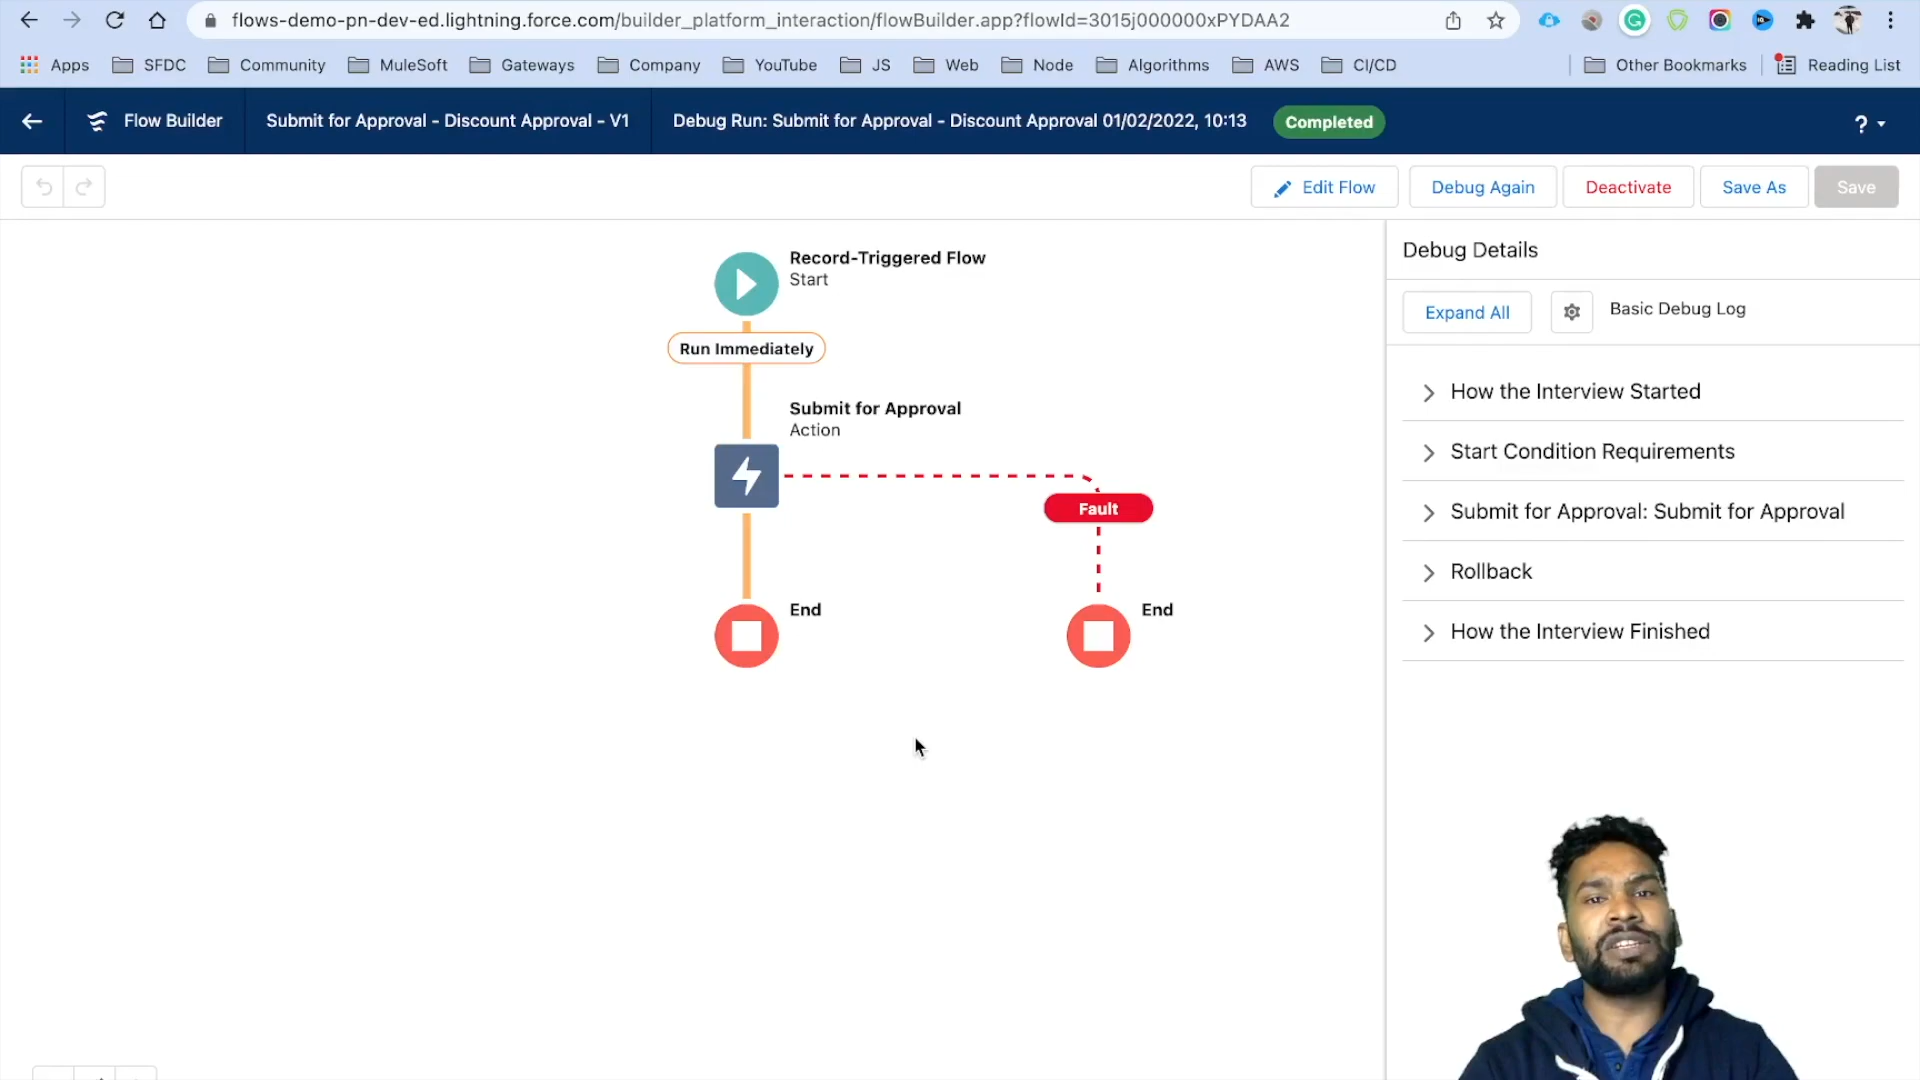 flows-demo-pn-dev-ed.lightning.force.com/builder_platform_interaction/flowBuilder.app?flowId=3015j000000xPYDAA2
Apps SFDC Community MuleSoft Gateways Company YouTube JS Web Node Algorithms AWS CI/CD Other Bookmarks Reading List
Flow Builder Submit for Approval - Discount Approval - V1 Debug Run: Submit for Approval - Discount Approval 01/02/2022, 10:13 Completed ?
Edit Flow Debug Again Deactivate Save As Save
Record-Triggered Flow
Start
Run Immediately
Submit for Approval
Action
Fault
End
End
Debug Details
Expand All Basic Debug Log
How the Interview Started
Start Condition Requirements
Submit for Approval: Submit for Approval
Rollback
How the Interview Finished